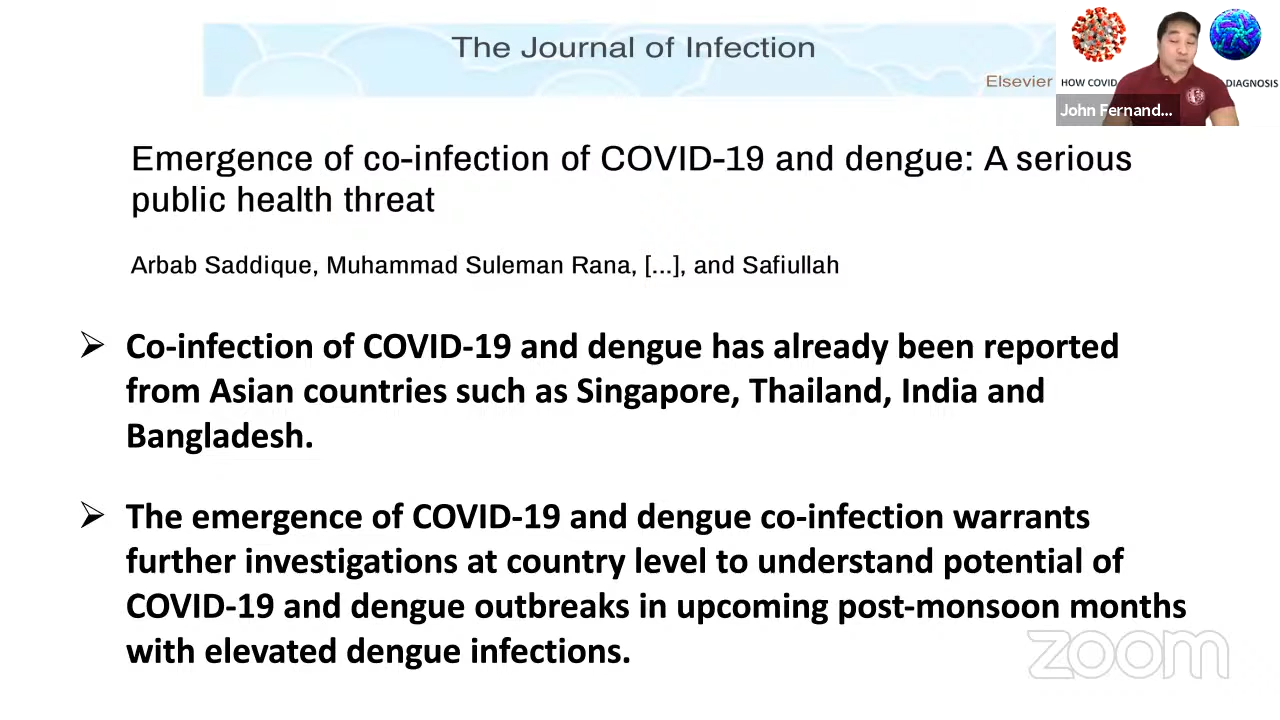 The Journal of Infection
Elsevier
HOW COVID
DIAGNOSIS
John Fernand...
Emergence of co-infection of COVID-19 and dengue: A serious
public health threat
Arbab Saddique, Muhammad Suleman Rana, [...], and Safiullah
➢ Co-infection of COVID-19 and dengue has already been reported
from Asian countries such as Singapore, Thailand, India and
Bangladesh.
➢ The emergence of COVID-19 and dengue co-infection warrants
further investigations at country level to understand potential of
COVID-19 and dengue outbreaks in upcoming post-monsoon months
with elevated dengue infections.
zoom